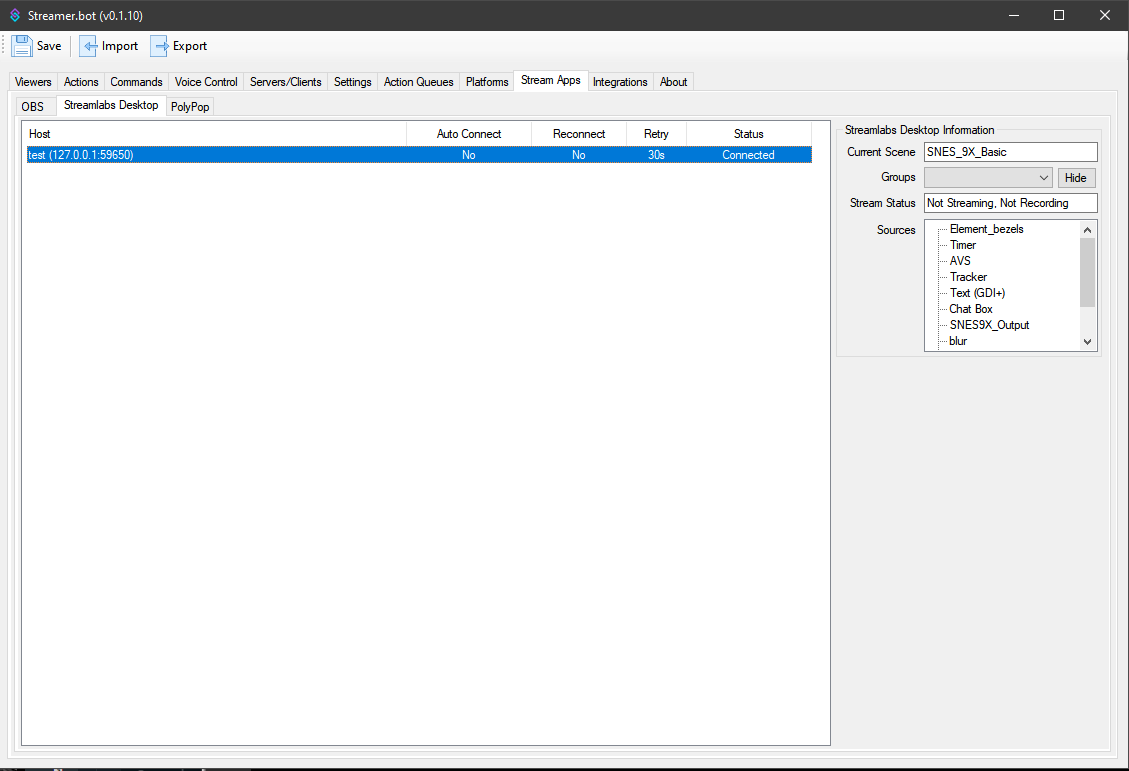 Streamer.bot (v0.1.10)
Save Import Export
Viewers Actions Commands Voice Control Servers/Clients Settings Action Queues Platforms Stream Apps Integrations About
OBS Streamlabs Desktop PolyPop
Host Auto Connect Reconnect Retry Status
test (127.0.0.1:59650) No No 30s Connected
Streamlabs Desktop Information
Current Scene SNES_9X_Basic
Groups Hide
Stream Status Not Streaming, Not Recording
Sources Element_bezels
Timer
AVS
Tracker
Text (GDI+)
Chat Box
SNES9X_Output
blur